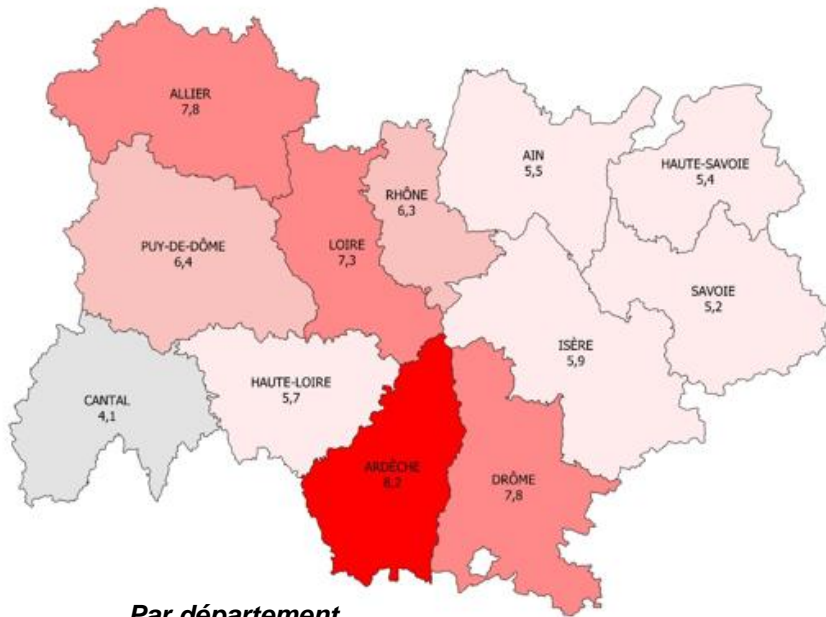 ALLIER
7,8
AIN
5,5
HAUTE-SAVOIE
5,4
RHÔNE
6,3
PUY-DE-DÔME
6,4
LOIRE
7,3
SAVOIE
5,2
ISÈRE
5,9
HAUTE-LOIRE
5,7
CANTAL
4,1
ARDÈCHE
8,2
DRÔME
7,8
Par département